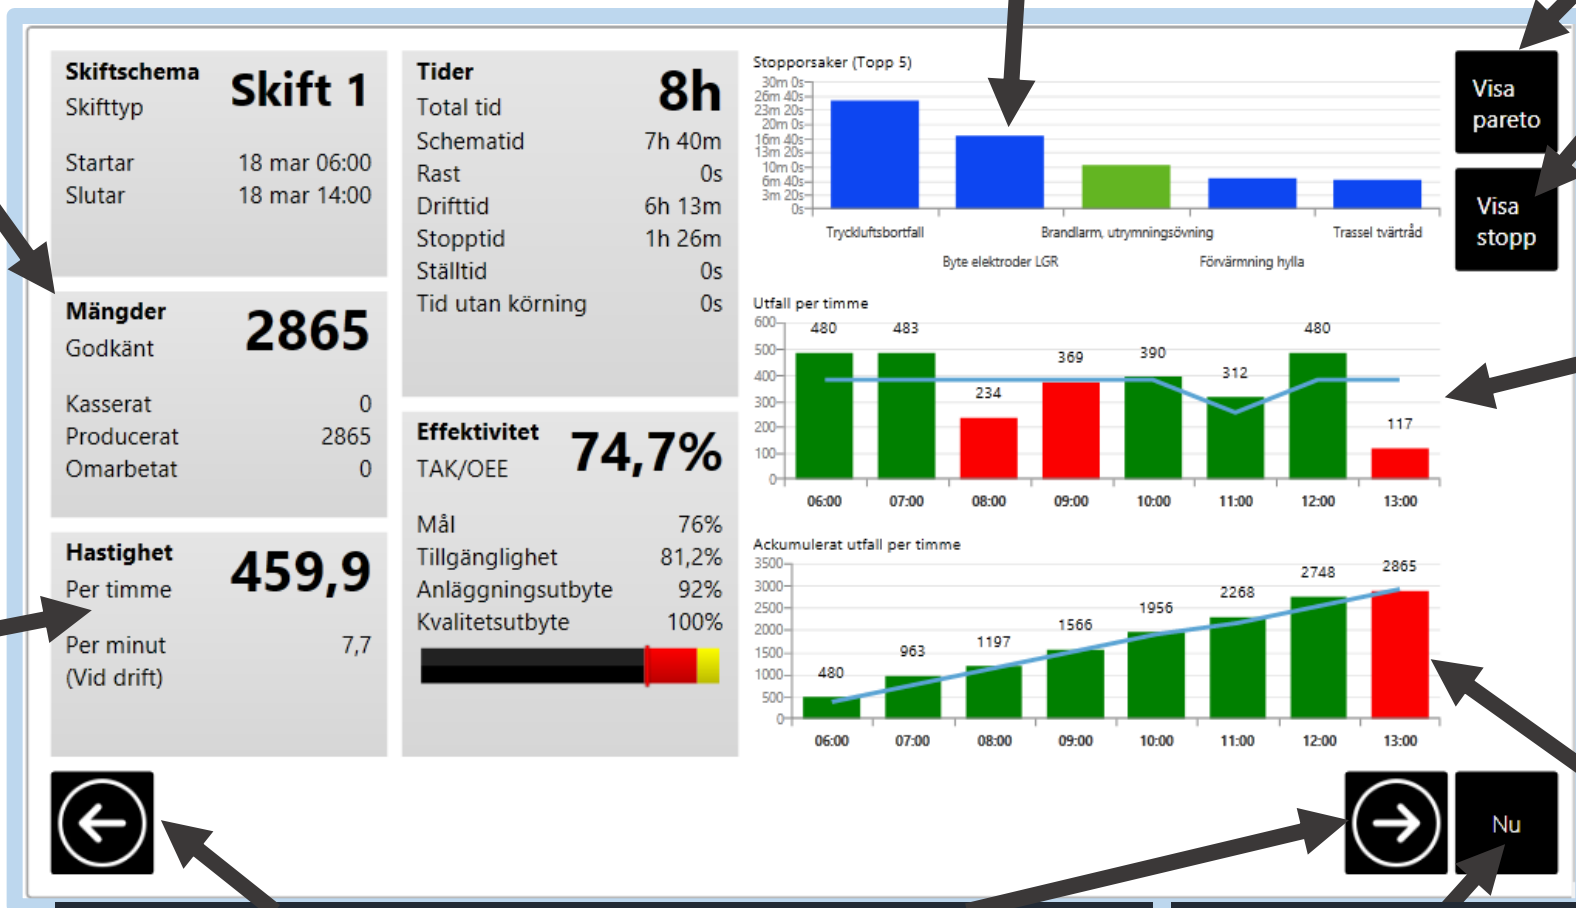 Skiftschema
Skifttyp
Skift 1
Startar 18 mar 06:00
Slutar 18 mar 14:00
Mängder
Godkänt
2865
Kasserat 0
Producerat 2865
Omarbetat 0
Hastighet
Per timme
459,9
Per minut 7,7
(Vid drift)
Tider
Total tid
8h
Schematid 7h 40m
Rast 0s
Drifttid 6h 13m
Stopptid 1h 26m
Ställtid 0s
Tid utan körning 0s
Effektivitet
TAK/OEE
74,7%
Mål 76%
Tillgänglighet 81,2%
Anläggningsutbyte 92%
Kvalitetsutbyte 100%
Stopporsaker (Topp 5)
30m 0s
26m 40s
23m 20s
20m 0s
16m 40s
13m 20s
10m 0s
6m 40s
3m 20s
0s
Tryckluftsbortfall Brandlarm, utrymningsövning Trassel tvärtråd
Byte elektroder LGR Förvärmning hylla
Utfall per timme
600
500
400
300
200
100
0
480 483 234 369 390 312 480 117
06:00 07:00 08:00 09:00 10:00 11:00 12:00 13:00
Ackumulerat utfall per timme
3500
3000
2500
2000
1500
1000
500
0
480 963 1197 1566 1956 2268 2748 2865
06:00 07:00 08:00 09:00 10:00 11:00 12:00 13:00
Visa
pareto
Visa
stopp
Nu